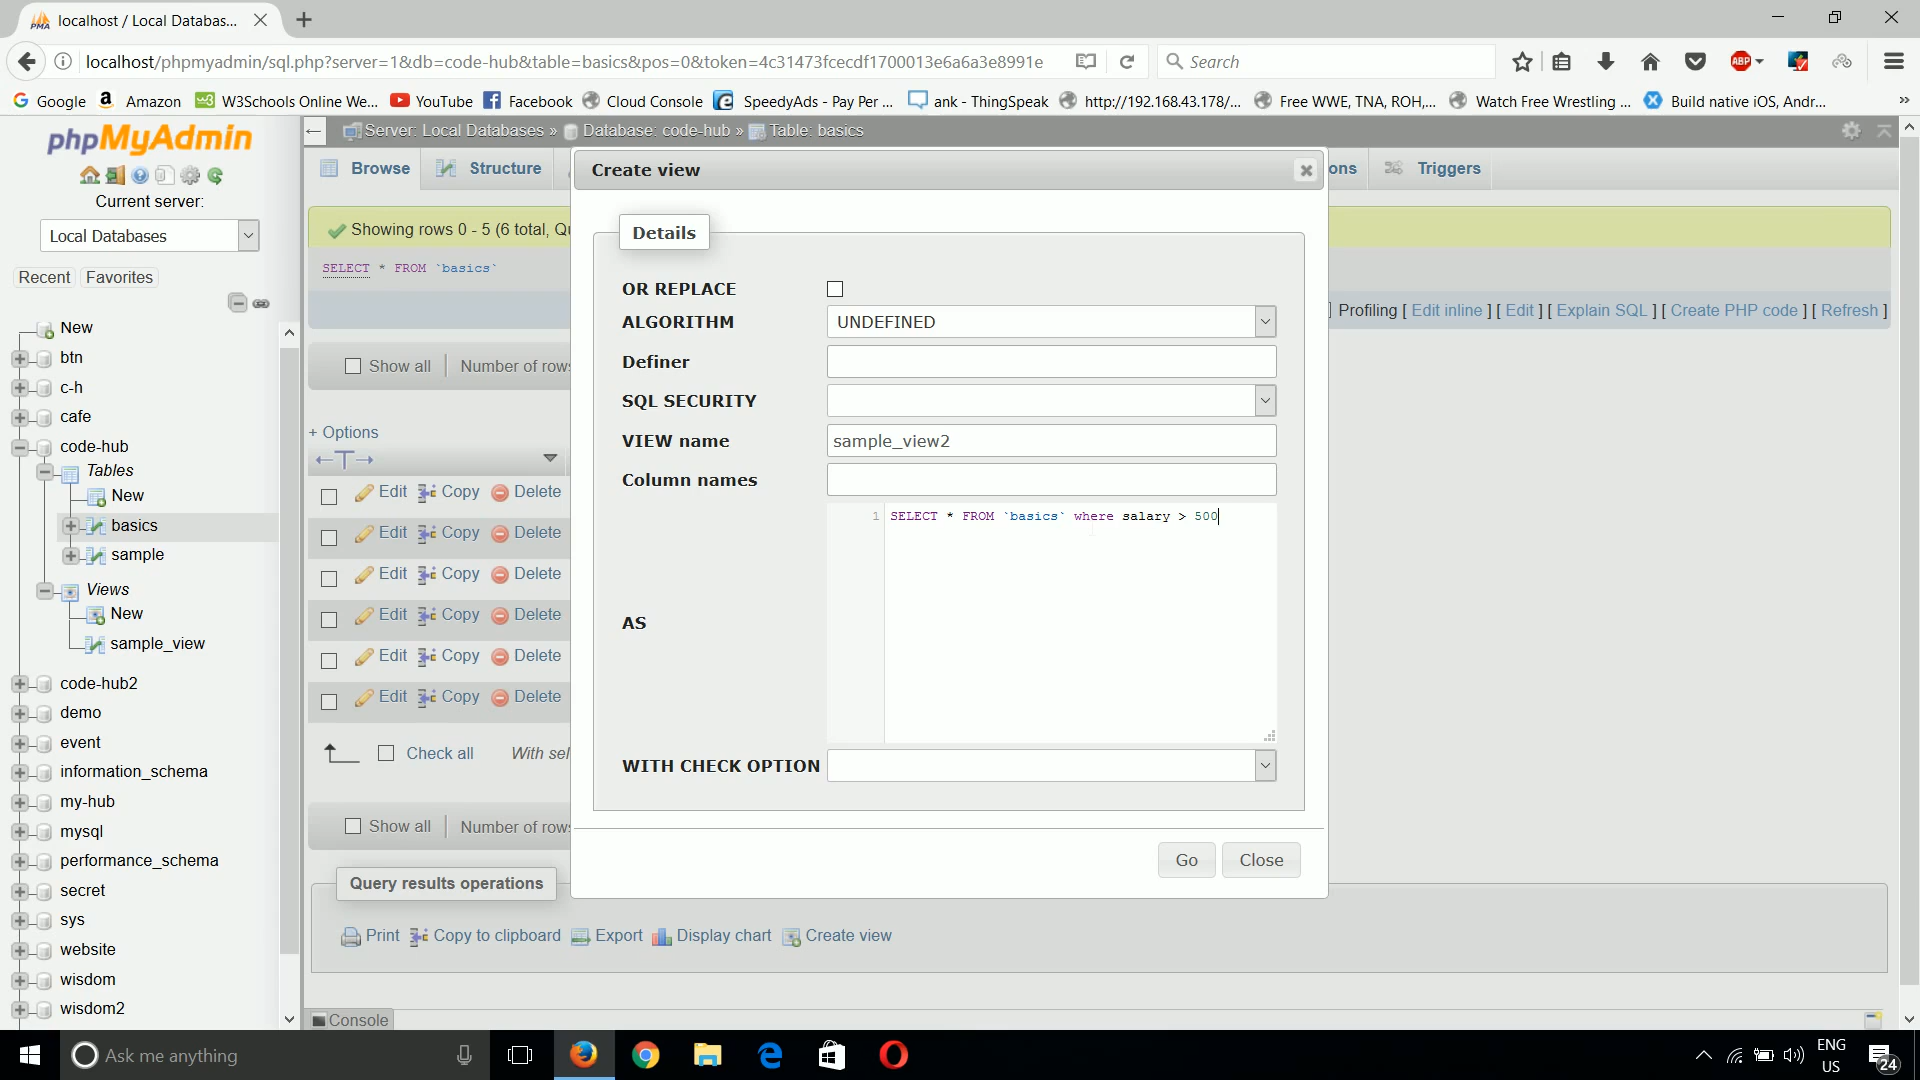 localhost / Local Databas...
localhost/phpmyadmin/sql.php?server=1&db=code-hub&table=basics&pos=0&token=4c31473fcecdf1700013e6a6a3e8991e
Search
ABP
Google
Amazon
W3Schools Online We...
YouTube
Facebook
Cloud Console
SpeedyAds - Pay Per ...
ank - ThingSpeak
http://192.168.43.178/...
Free WWE, TNA, ROH,...
Watch Free Wrestling ...
Build native iOS, Andr...
phpMyAdmin
Current server:
Local Databases
Recent
Favorites
New
btn
c-h
cafe
code-hub
Tables
New
basics
sample
Views
New
sample_view
code-hub2
demo
event
information_schema
my-hub
mysql
performance_schema
secret
sys
website
wisdom
wisdom2
Server: Local Databases » Database: code-hub » Table: basics
Browse
Structure
ons
Triggers
Showing rows 0 - 5 (6 total, Qu
SELECT * FROM `basics`
] Profiling [ Edit inline ] [ Edit ] [ Explain SQL ] [ Create PHP code ] [ Refresh ]
Show all
Number of rows
+ Options
Edit Copy Delete
Edit Copy Delete
Edit Copy Delete
Edit Copy Delete
Edit Copy Delete
Edit Copy Delete
Check all
With sel
Show all
Number of rows
Query results operations
Print
Copy to clipboard
Export
Display chart
Create view
Console
Create view
Details
OR REPLACE
ALGORITHM
UNDEFINED
Definer
SQL SECURITY
VIEW name
sample_view2
Column names
AS
1 SELECT * FROM `basics` where salary > 500
WITH CHECK OPTION
Go
Close
Ask me anything
ENG
US
24